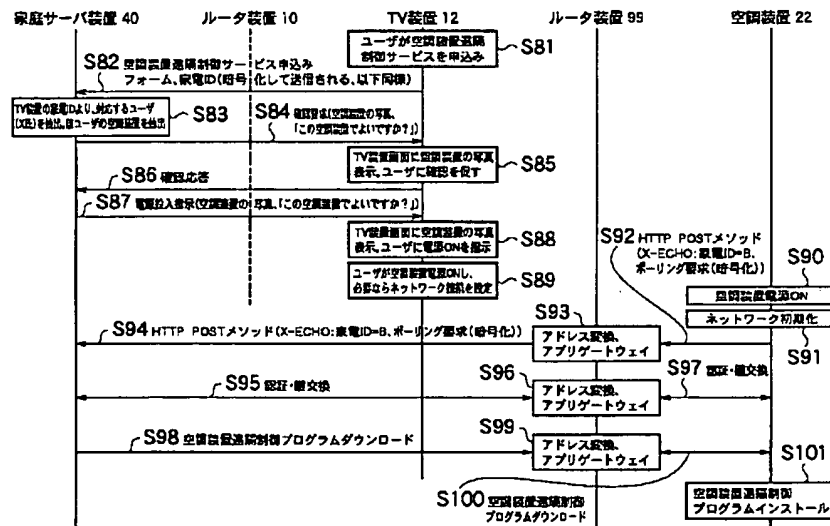 家庭サーバ装置 40
ルータ装置 10
TV装置 12
ルータ装置 99
空調装置 22
ユーザが空調装置遠隔
制御サービスを申込み
S81
S82 空調装置遠隔制御サービス申込み
フォーム、家電ID(暗号化して送信される、以下同様)
TV装置の家電IDより、対応するユーザ
(X氏)を抽出、該ユーザの空調装置を抽出
S83
S84 確認要求(空調装置の写真、
「この空調装置でよいですか?」)
TV装置画面に空調装置の写真
表示、ユーザに確認を促す
S85
S86 確認応答
S87 電源投入指示(空調装置の写真、「この空調装置でよいですか?」)
TV装置画面に空調装置の写真
表示、ユーザに電源ONを指示
S88
ユーザが空調装置電源ONし、
必要ならネットワーク接続を設定
S89
S92 HTTP POSTメソッド
(X-ECHO:家電ID=B、
ポーリング要求(暗号化))
S90
空調装置電源ON
ネットワーク初期化
S91
S93
アドレス変換、
アプリゲートウェイ
S94 HTTP POSTメソッド(X-ECHO:家電ID=B、ポーリング要求(暗号化))
S95 認証・鍵交換
S96
アドレス変換、
アプリゲートウェイ
S97 認証・鍵交換
S98 空調装置遠隔制御プログラムダウンロード
S99
アドレス変換、
アプリゲートウェイ
S100 空調装置遠隔制御
プログラムダウンロード
S101
空調装置遠隔制御
プログラムインストール